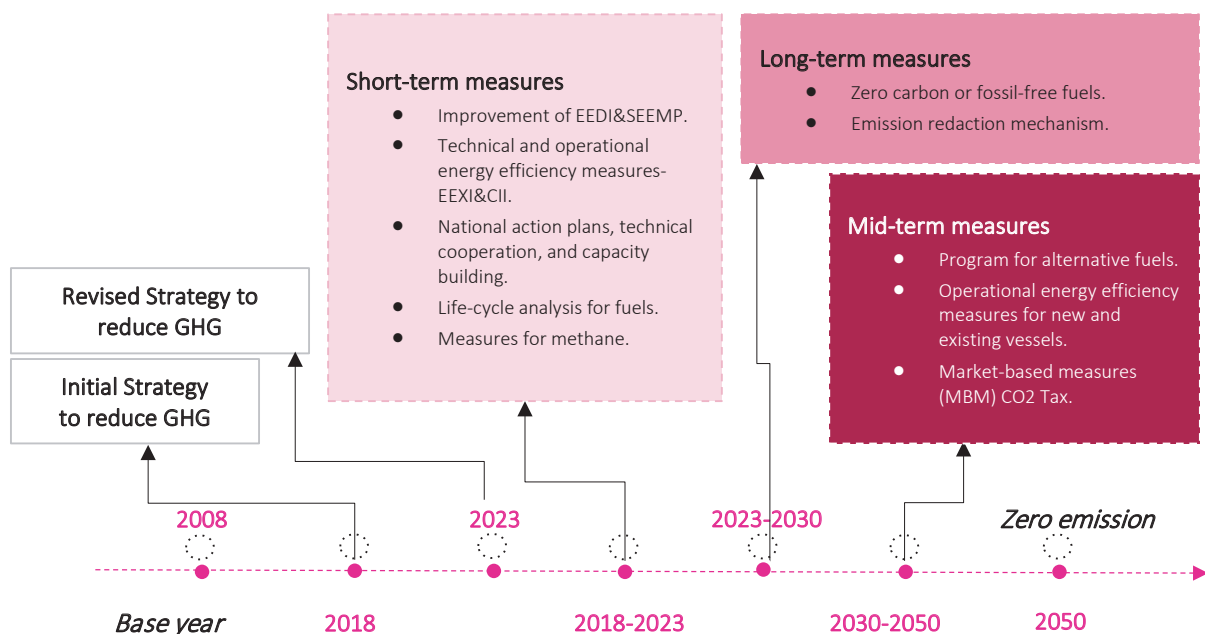 Short-term measures
● Improvement of EEDI&SEEMP.
● Technical and operational
energy efficiency measures-
EEXI&CII.
● National action plans, technical
cooperation, and capacity
building.
● Life-cycle analysis for fuels.
● Measures for methane.
Long-term measures
● Zero carbon or fossil-free fuels.
● Emission redaction mechanism.
Mid-term measures
● Program for alternative fuels.
● Operational energy efficiency
measures for new and
existing vessels.
● Market-based measures
(MBM) CO2 Tax.
Revised Strategy to
reduce GHG
Initial Strategy
to reduce GHG
2008
2023
2023-2030
Zero emission
Base year
2018
2018-2023
2030-2050
2050